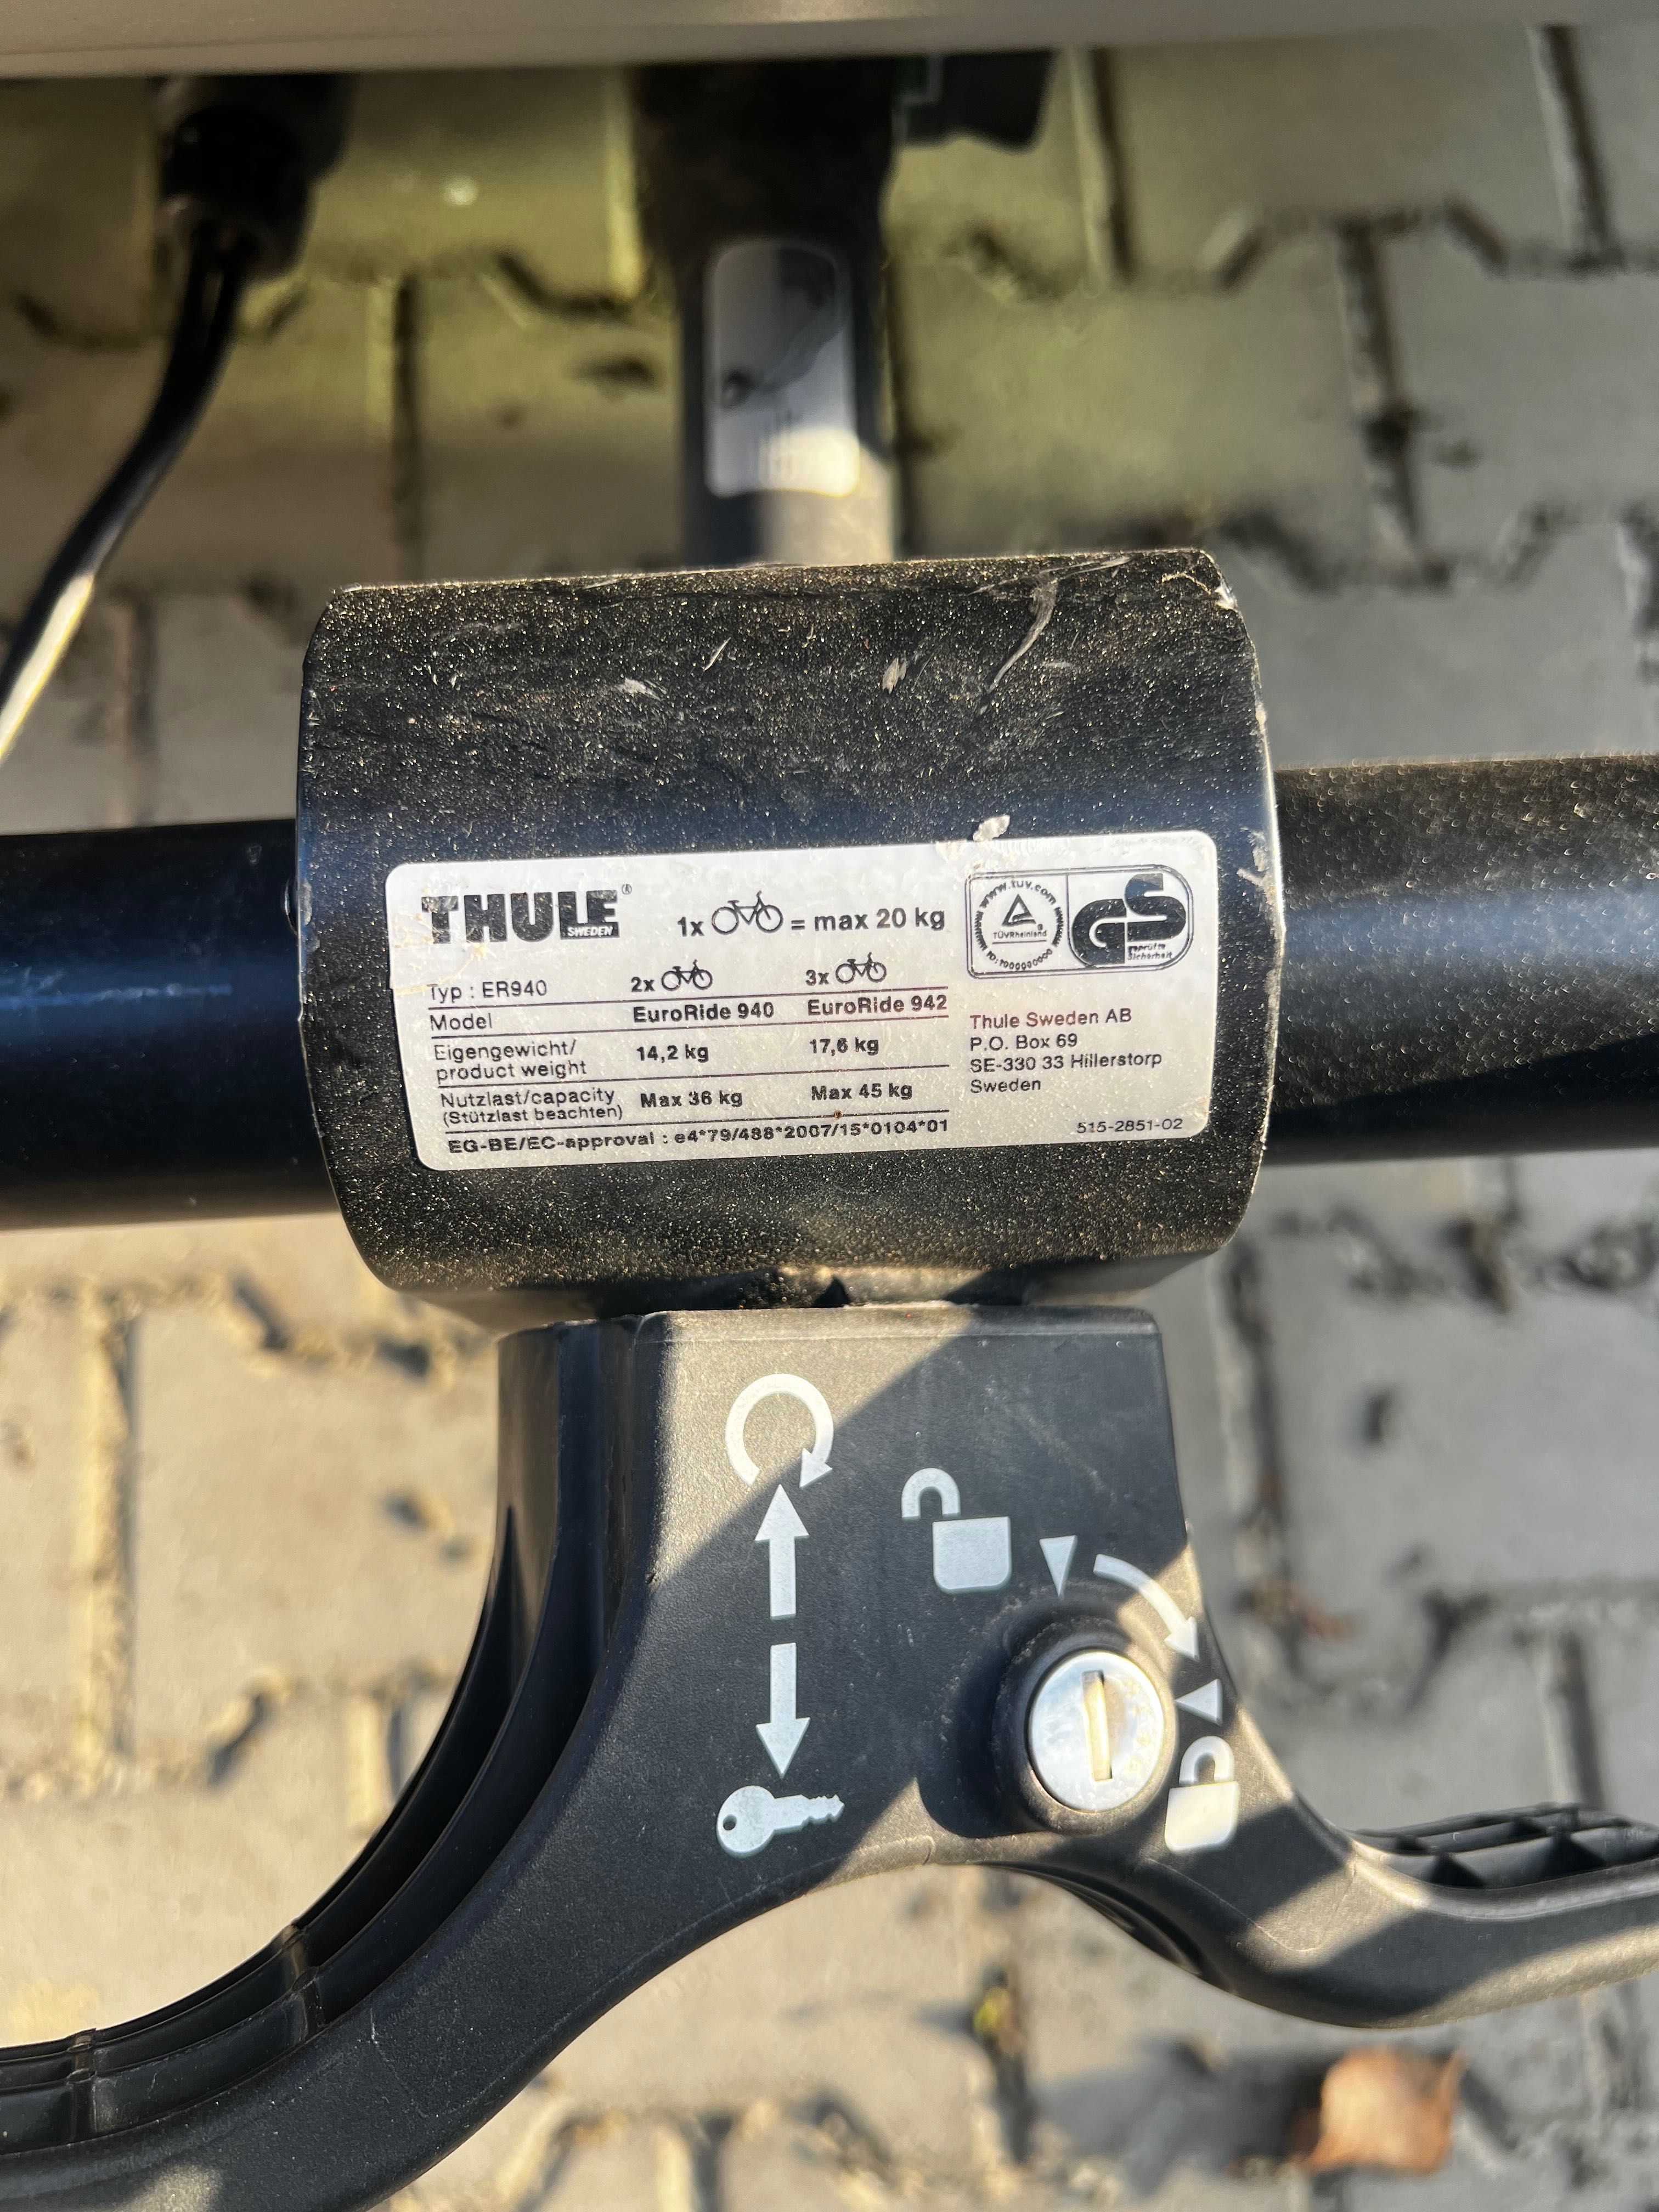 THULE®
SWEDEN
1x = max 20 kg
www.tuv.com
TÜVRheinland®
geprüfte
Sicherheit
Typ : ER940 2x 3x
Model EuroRide 940 EuroRide 942
Eigengewicht/
product weight 14,2 kg 17,6 kg
Nutzlast/capacity
(Stützlast beachten) Max 36 kg Max 45 kg
EG-BE/EC-approval : e4*79/488*2007/15*0104*01
Thule Sweden AB
P.O. Box 69
SE-330 33 Hillerstorp
Sweden
515-2851-02